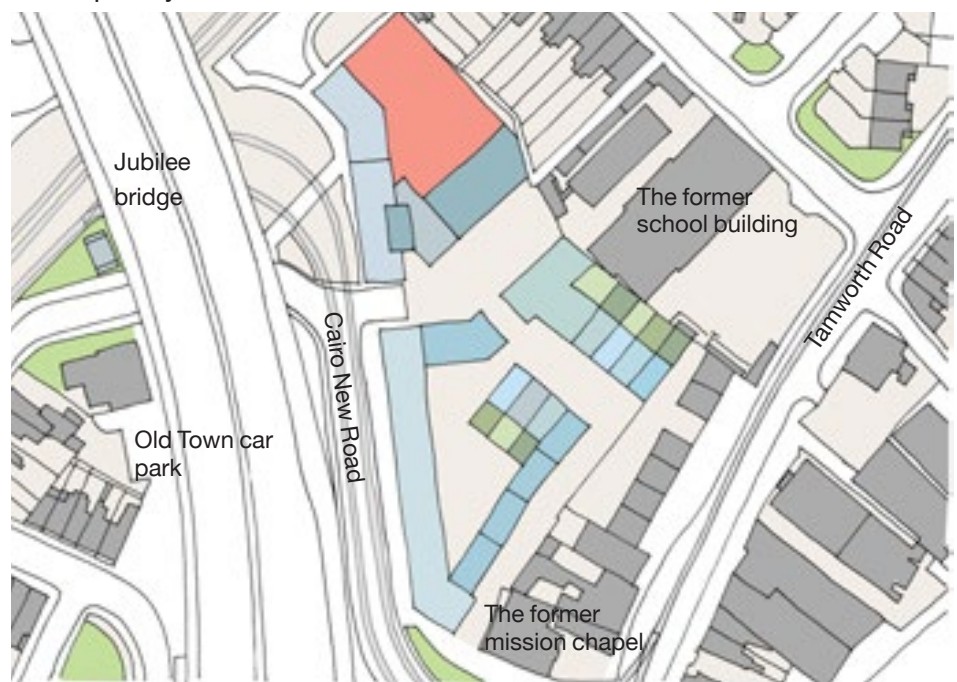 Jubilee
bridge
The former
school building
Tamworth Road
Cairo New Road
Old Town car
park
The former
mission chapel